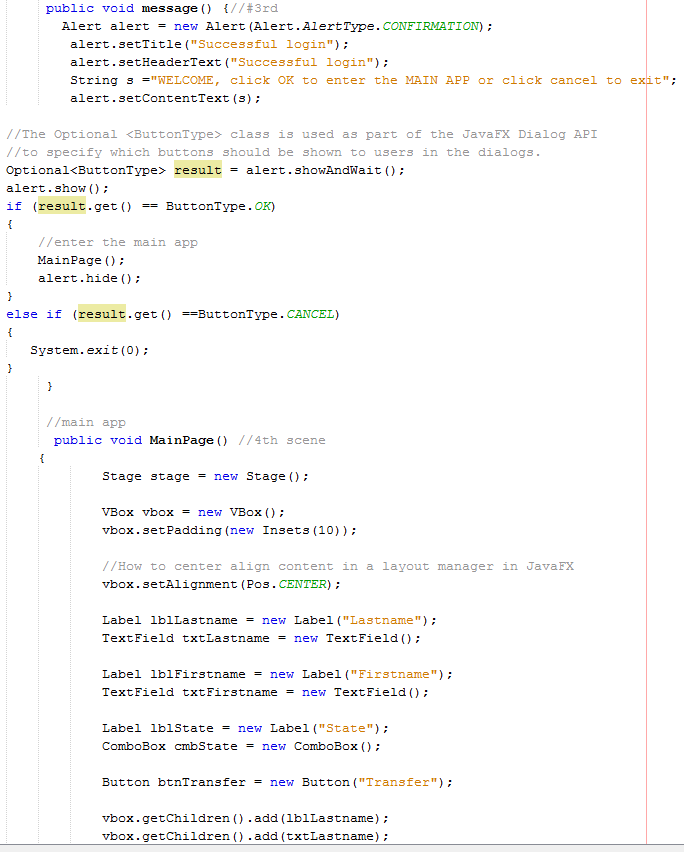 public void message() {//#3rd
Alert alert = new Alert(Alert.AlertType.CONFIRMATION);
alert.setTitle("Successful login");
alert.setHeaderText("Successful login");
String s ="WELCOME, click OK to enter the MAIN APP or click cancel to exit";
alert.setContentText(s);
//The Optional <ButtonType> class is used as part of the JavaFX Dialog API
//to specify which buttons should be shown to users in the dialogs.
Optional<ButtonType> result = alert.showAndWait();
alert.show();
if (result.get() == ButtonType.OK)
{
//enter the main app
MainPage();
alert.hide();
}
else if (result.get() ==ButtonType.CANCEL)
{
System.exit(0);
}
}
//main app
public void MainPage() //4th scene
{
Stage stage = new Stage();
VBox vbox = new VBox();
vbox.setPadding(new Insets(10));
//How to center align content in a layout manager in JavaFX
vbox.setAlignment(Pos.CENTER);
Label lblLastname = new Label("Lastname");
TextField txtLastname = new TextField();
Label lblFirstname = new Label("Firstname");
TextField txtFirstname = new TextField();
Label lblState = new Label("State");
ComboBox cmbState = new ComboBox();
Button btnTransfer = new Button("Transfer");
vbox.getChildren().add(lblLastname);
vbox.getChildren().add(txtLastname);